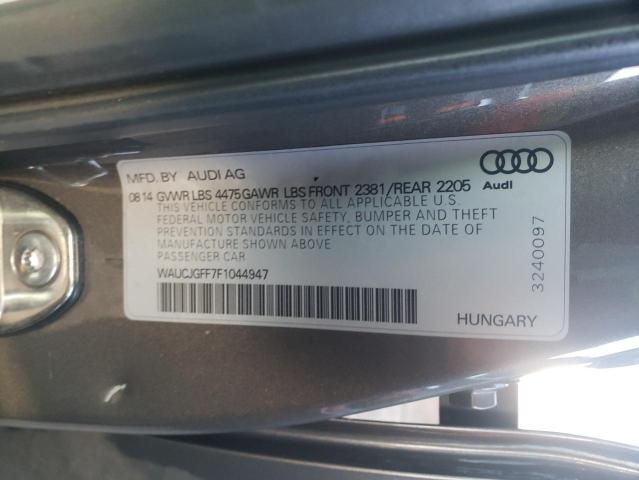 MFD. BY AUDI AG
08 14 GVWR LBS 4475 GAWR LBS FRONT 2381/REAR 2205
THIS VEHICLE CONFORMS TO ALL APPLICABLE U.S.
FEDERAL MOTOR VEHICLE SAFETY, BUMPER AND THEFT
PREVENTION STANDARDS IN EFFECT ON THE DATE OF
MANUFACTURE SHOWN ABOVE
PASSENGER CAR
WAUCJGFF7F1044947
Audi
3240097
HUNGARY